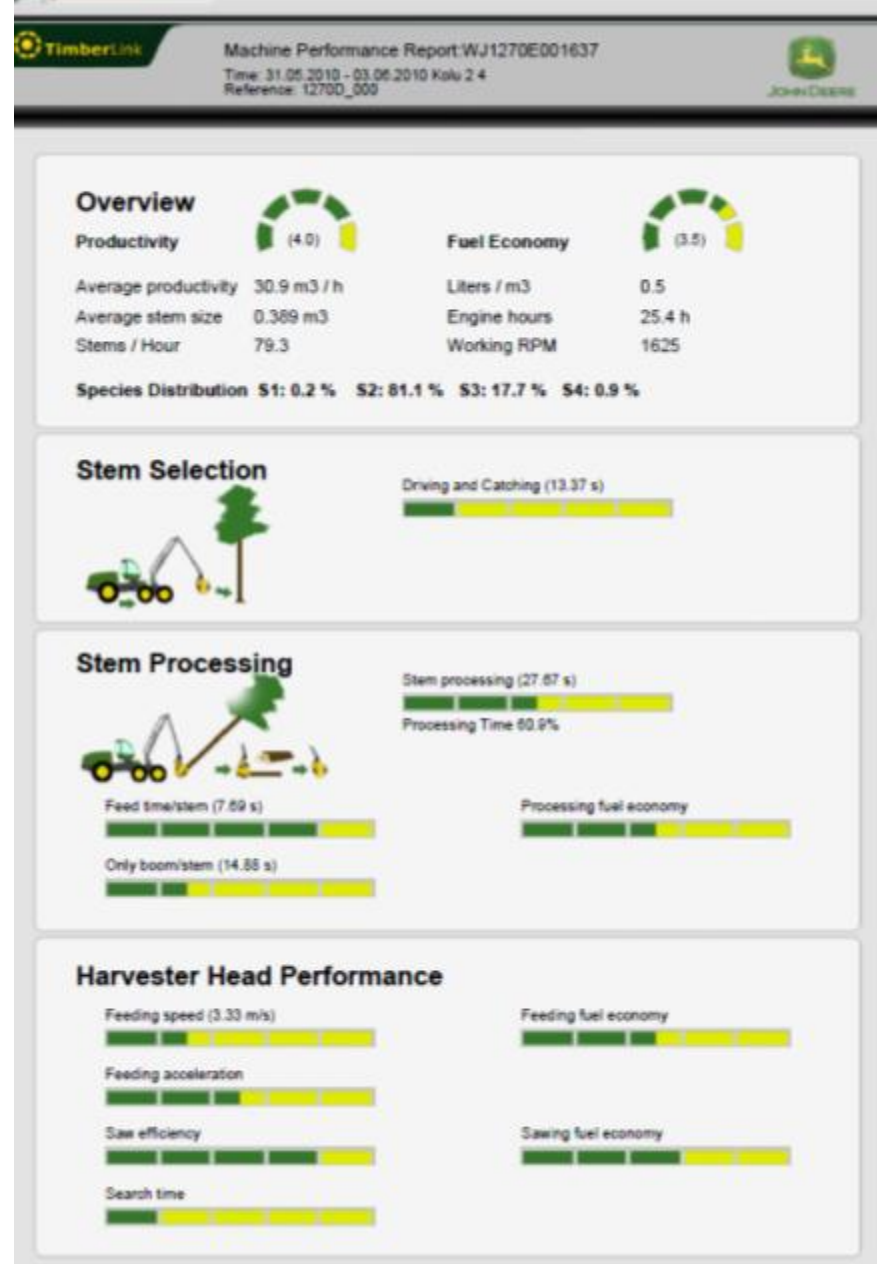 TimberLink
Machine Performance Report:WJ1270E001637
Time: 31.05.2010 - 03.06.2010 Kolu 2 4
Reference: 1270D_000
JOHN DEERE
Overview
Productivity (4.0) Fuel Economy (3.5)
Average productivity 30.9 m3 / h Liters / m3 0.5
Average stem size 0.389 m3 Engine hours 25.4 h
Stems / Hour 79.3 Working RPM 1625
Species Distribution S1: 0.2 % S2: 81.1 % S3: 17.7 % S4: 0.9 %
Stem Selection
Driving and Catching (13.37 s)
Stem Processing
Stem processing (27.67 s)
Processing Time 60.9%
Feed time/stem (7.69 s) Processing fuel economy
Only boom/stem (14.88 s)
Harvester Head Performance
Feeding speed (3.33 m/s) Feeding fuel economy
Feeding acceleration
Saw efficiency Sawing fuel economy
Search time